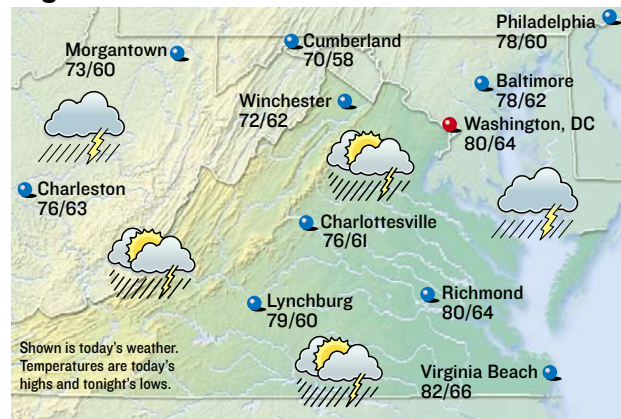 Philadelphia
78/60
Morgantown
73/60
Cumberland
70/58
Baltimore
78/62
Winchester
72/62
Washington, DC
80/64
Charleston
76/63
Charlottesville
76/61
Lynchburg
79/60
Richmond
80/64
Shown is today's weather.
Temperatures are today's
highs and tonight's lows.
Virginia Beach
82/66